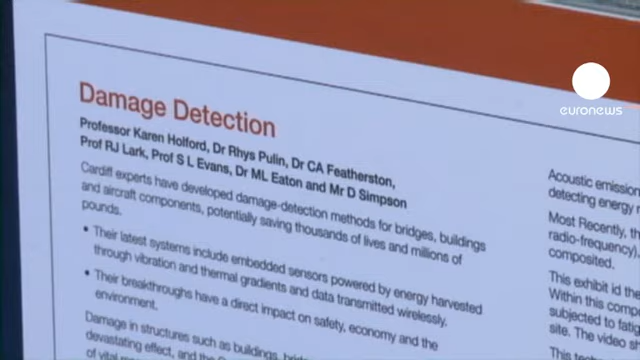 euronews
Damage Detection
Professor Karen Holford, Dr Rhys Pulin, Dr CA Featherston,
Prof RJ Lark, Prof S L Evans, Dr ML Eaton and Mr D Simpson
Cardiff experts have developed damage-detection methods for bridges, buildings
and aircraft components, potentially saving thousands of lives and millions of
pounds.
• Their latest systems include embedded sensors powered by energy harvested
through vibration and thermal gradients and data transmitted wirelessly.
• Their breakthroughs have a direct impact on safety, economy and the
environment.
Damage in structures such as buildings,
devastating effect, and the
of vital
Acoustic emission
detecting energy
Most Recently,
radio-frequency),
composited.
This exhibit id the
Within this
subjected to
site. The video
This